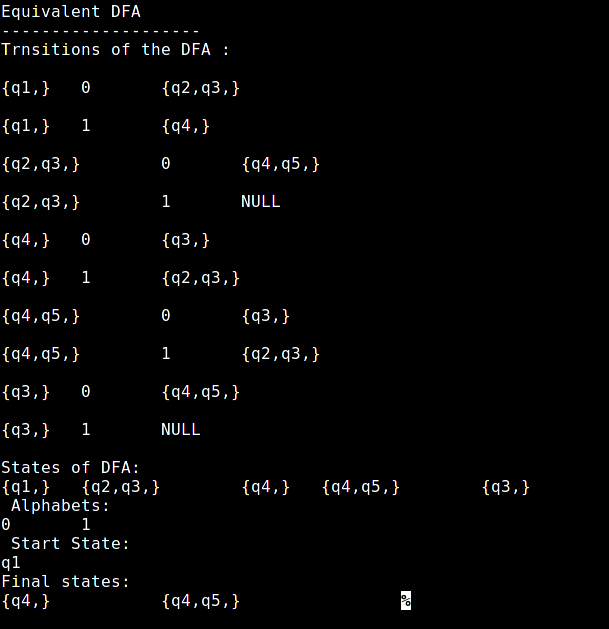 Equivalent DFA
--------------------
Trnsitions of the DFA :
{q1,} 0 {q2,q3,}
{q1,} 1 {q4,}
{q2,q3,} 0 {q4,q5,}
{q2,q3,} 1 NULL
{q4,} 0 {q3,}
{q4,} 1 {q2,q3,}
{q4,q5,} 0 {q3,}
{q4,q5,} 1 {q2,q3,}
{q3,} 0 {q4,q5,}
{q3,} 1 NULL
States of DFA:
{q1,} {q2,q3,} {q4,} {q4,q5,} {q3,}
Alphabets:
0 1
Start State:
q1
Final states:
{q4,} {q4,q5,} %